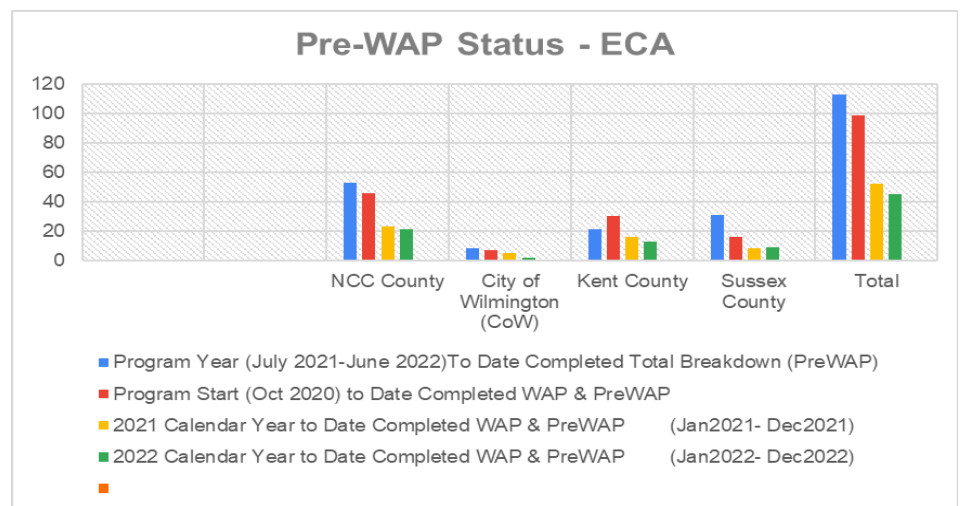 Pre-WAP Status - ECA
120
100
80
60
40
20
0
NCC County
City of
Wilmington
(CoW)
Kent County
Sussex
County
Total
Program Year (July 2021-June 2022)To Date Completed Total Breakdown (PreWAP)
Program Start (Oct 2020) to Date Completed WAP & PreWAP
2021 Calendar Year to Date Completed WAP & PreWAP (Jan2021- Dec2021)
2022 Calendar Year to Date Completed WAP & PreWAP (Jan2022- Dec2022)